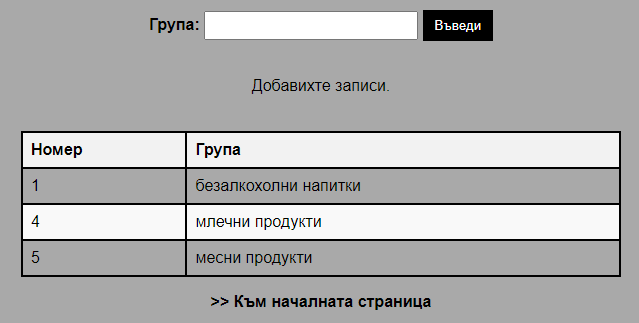 Група: Въведи
Добавихте записи.
Номер Група
1 безалкохолни напитки
4 млечни продукти
5 месни продукти
>> Към началната страница